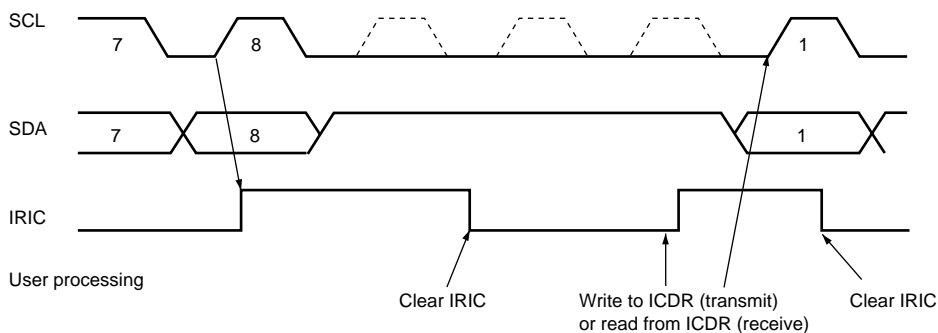 SCL
7 8 1
SDA
7 8 1
IRIC
User processing
Clear IRIC Write to ICDR (transmit) Clear IRIC
or read from ICDR (receive)